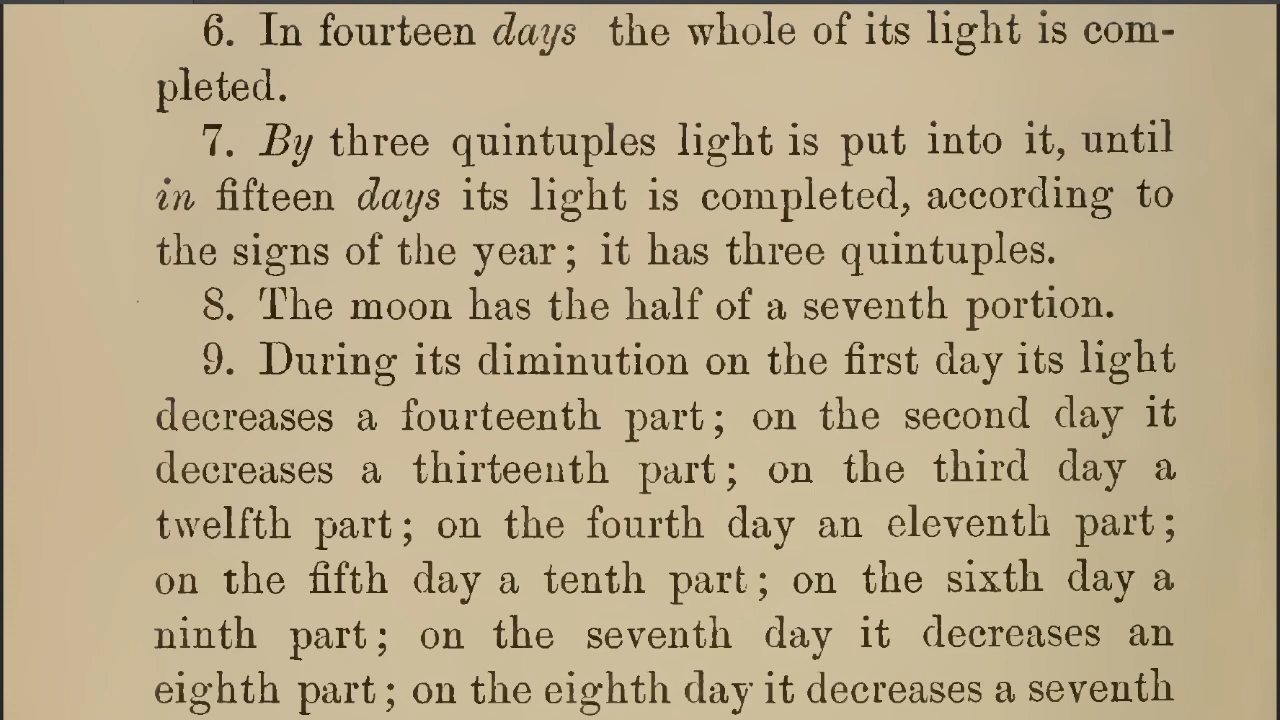 6. In fourteen days the whole of its light is com-
pleted.
7. By three quintuples light is put into it, until
in fifteen days its light is completed, according to
the signs of the year; it has three quintuples.
8. The moon has the half of a seventh portion.
9. During its diminution on the first day its light
decreases a fourteenth part; on the second day it
decreases a thirteenth part; on the third day a
twelfth part; on the fourth day an eleventh part;
on the fifth day a tenth part; on the sixth day a
ninth part; on the seventh day it decreases an
eighth part; on the eighth day it decreases a seventh